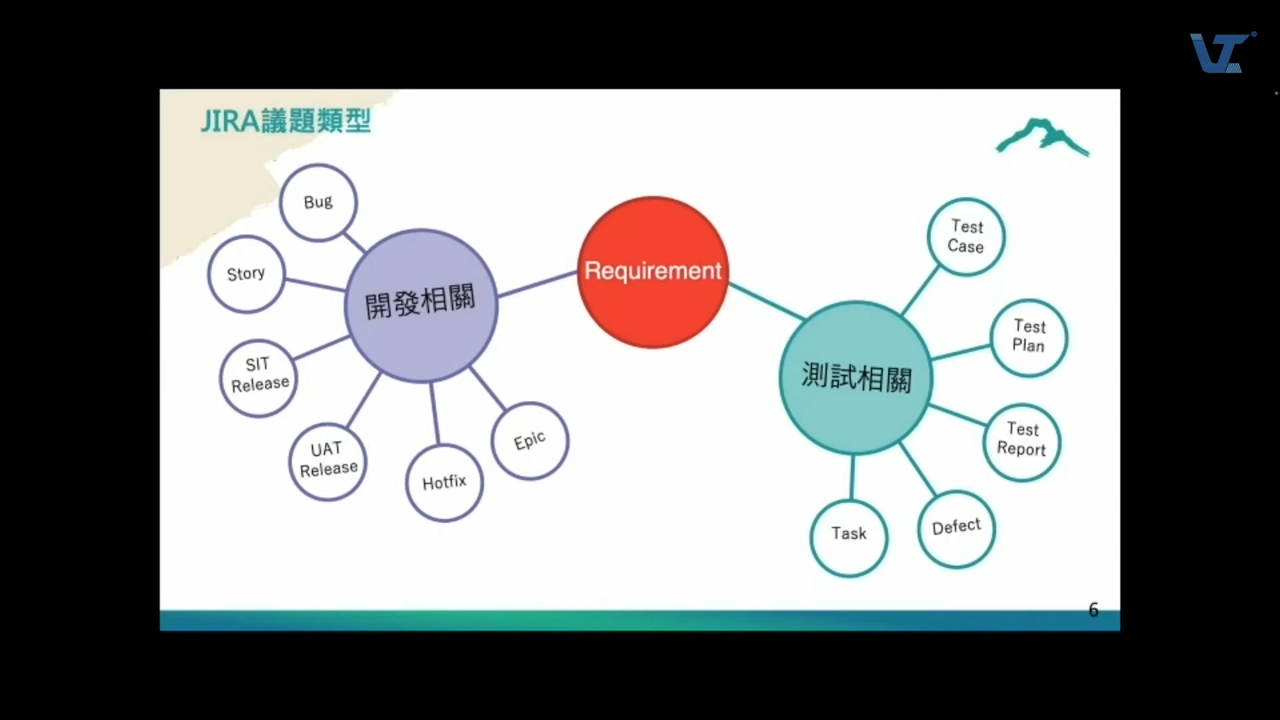 JIRA議題類型
Bug
Story
SIT
Release
UAT
Release
Hotfix
Epic
開發相關
Requirement
測試相關
Test
Case
Test
Plan
Test
Report
Defect
Task
6